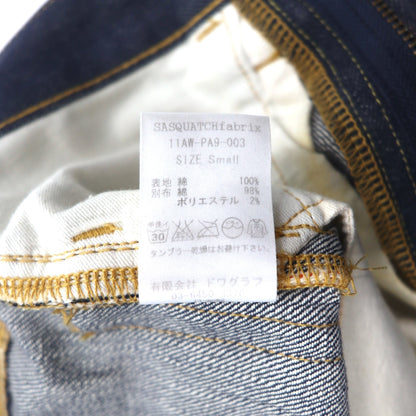 SASQUATCHfabrix
11AW-PA9-003
SIZE Small
表地 綿 100%
別布 綿 98%
ポリエステル 2%
30
タンブラー乾燥はお避け下さい。
有限会社 ドワグラフ